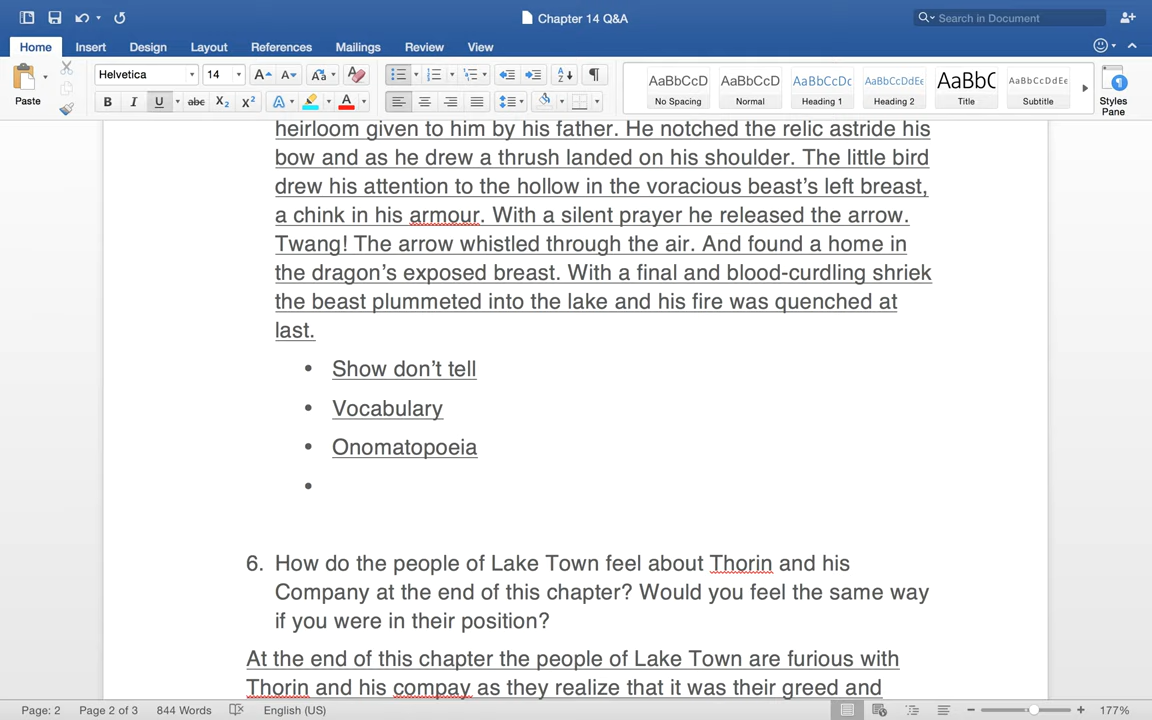 Chapter 14 Q&A
Search in Document
Home Insert Design Layout References Mailings Review View
Paste
Helvetica 14
B I U abc X₂ X²
AaBbCcD AaBbCcD AaBbCcDc AaBbCcDdEe AaBbC AaBbCcDdEe
No Spacing Normal Heading 1 Heading 2 Title Subtitle
Styles
Pane
heirloom given to him by his father. He notched the relic astride his
bow and as he drew a thrush landed on his shoulder. The little bird
drew his attention to the hollow in the voracious beast’s left breast,
a chink in his armour. With a silent prayer he released the arrow.
Twang! The arrow whistled through the air. And found a home in
the dragon’s exposed breast. With a final and blood-curdling shriek
the beast plummeted into the lake and his fire was quenched at
last.
• Show don’t tell
• Vocabulary
• Onomatopoeia
•
6. How do the people of Lake Town feel about Thorin and his
Company at the end of this chapter? Would you feel the same way
if you were in their position?
At the end of this chapter the people of Lake Town are furious with
Thorin and his compay as they realize that it was their greed and
Page: 2 Page 2 of 3 844 Words English (US) 177%